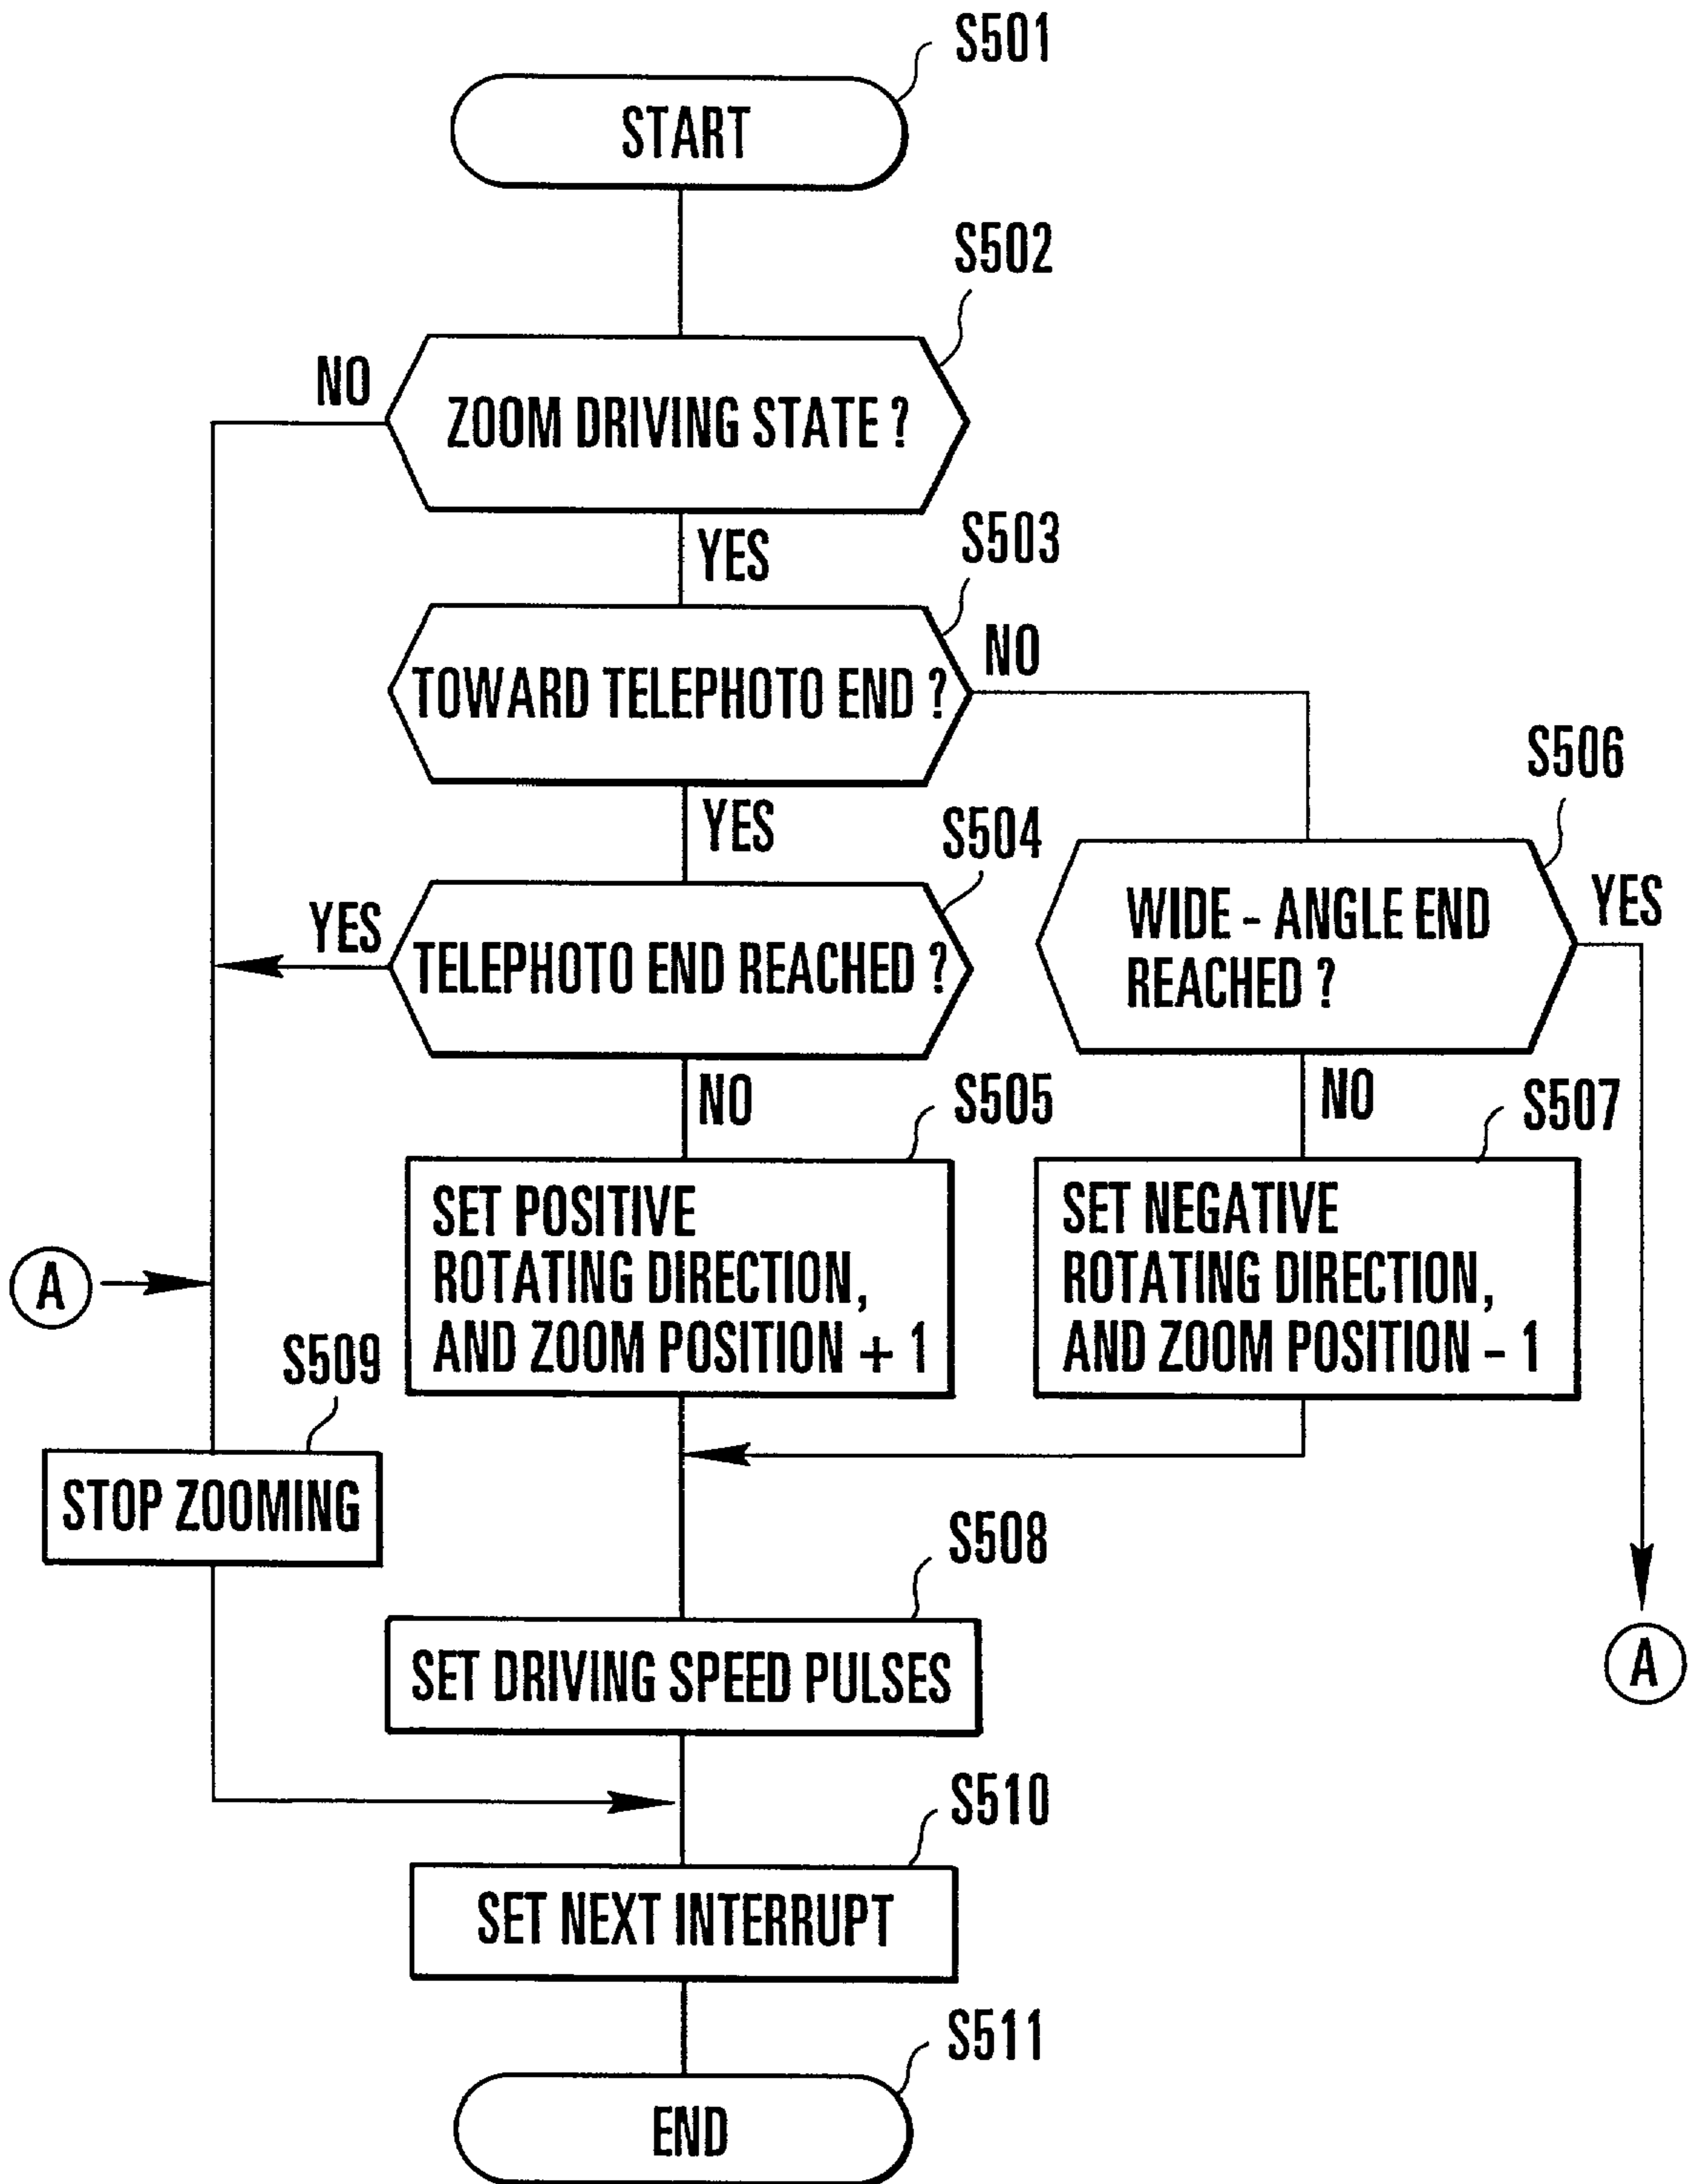 S501
START
S502
NO
ZOOM DRIVING STATE ?
YES
S503
NO
TOWARD TELEPHOTO END ?
S506
YES
S504
YES
TELEPHOTO END REACHED ?
WIDE - ANGLE END
REACHED ?
YES
NO
S505
NO
S507
SET POSITIVE
ROTATING DIRECTION,
AND ZOOM POSITION + 1
SET NEGATIVE
ROTATING DIRECTION,
AND ZOOM POSITION - 1
A
S509
STOP ZOOMING
S508
SET DRIVING SPEED PULSES
A
S510
SET NEXT INTERRUPT
S511
END